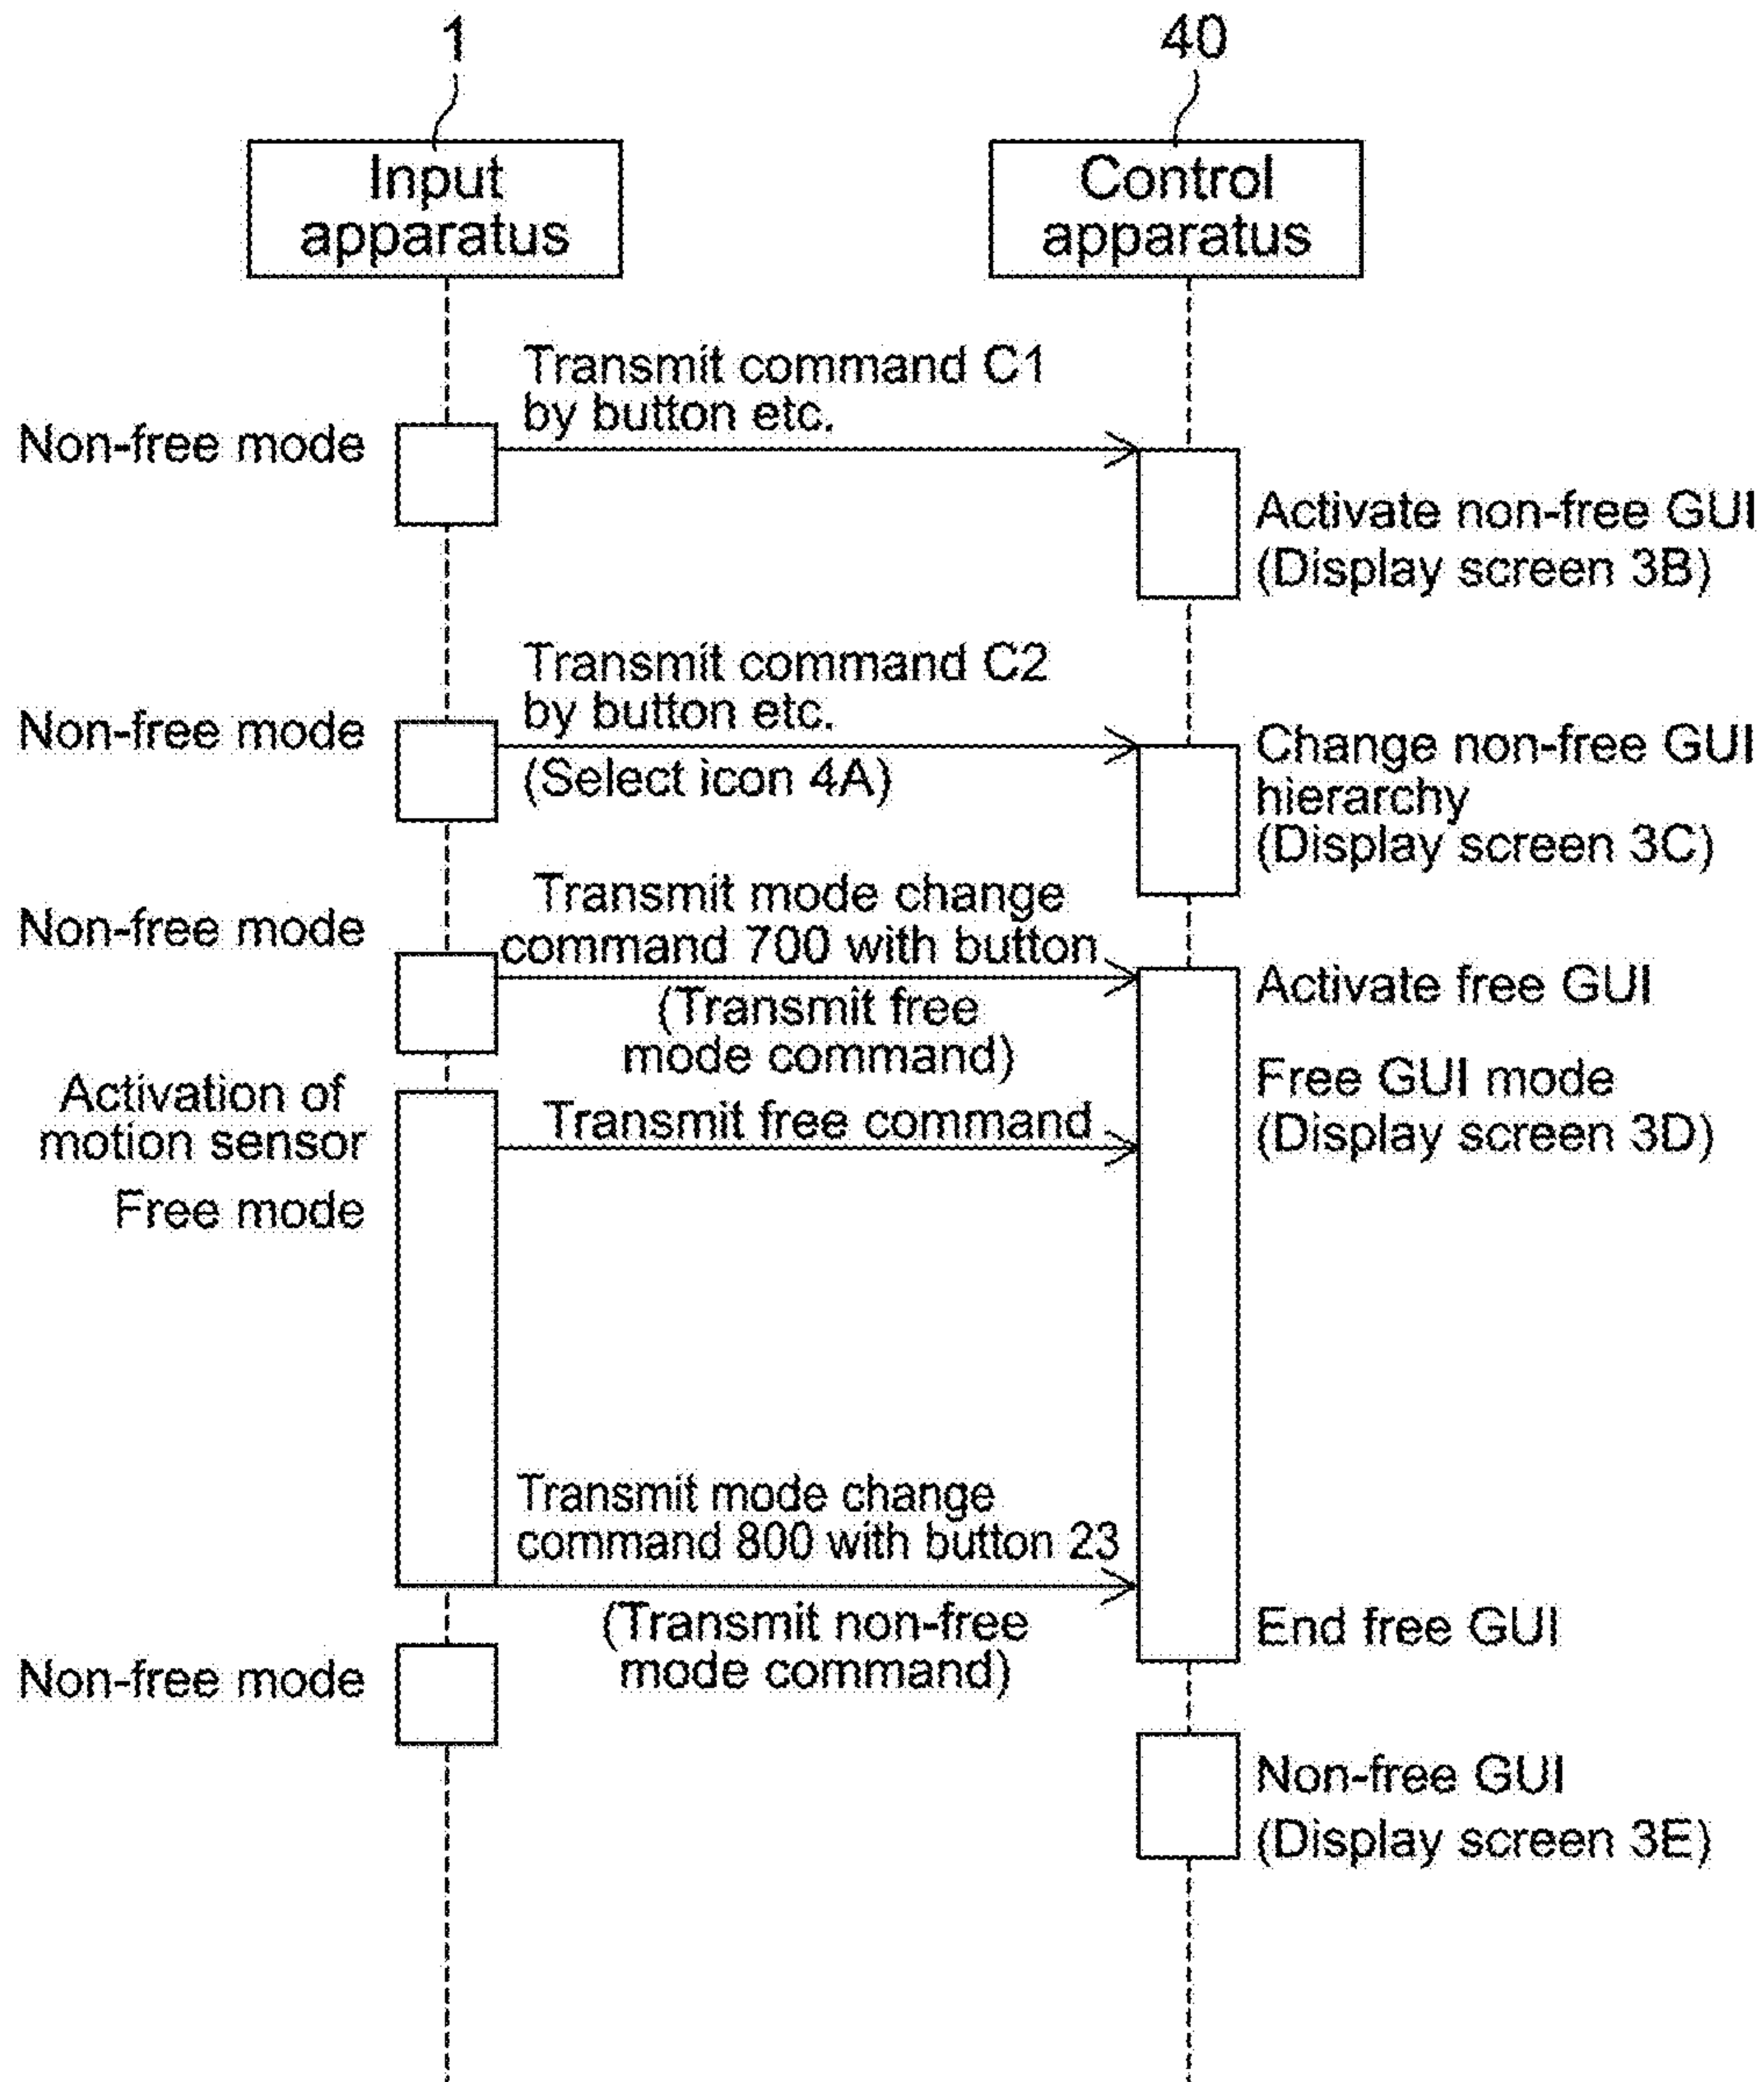 1
40
Input
apparatus
Control
apparatus
Transmit command C1
by button etc.
Non-free mode
Activate non-free GUI
(Display screen 3B)
Transmit command C2
by button etc.
Non-free mode
(Select icon 4A)
Change non-free GUI
hierarchy
(Display screen 3C)
Transmit mode change
command 700 with button
Non-free mode
(Transmit free
mode command)
Activate free GUI
Activation of
motion sensor
Free mode
Transmit free command
Free GUI mode
(Display screen 3D)
Transmit mode change
command 800 with button 23
(Transmit non-free
mode command)
End free GUI
Non-free mode
Non-free GUI
(Display screen 3E)